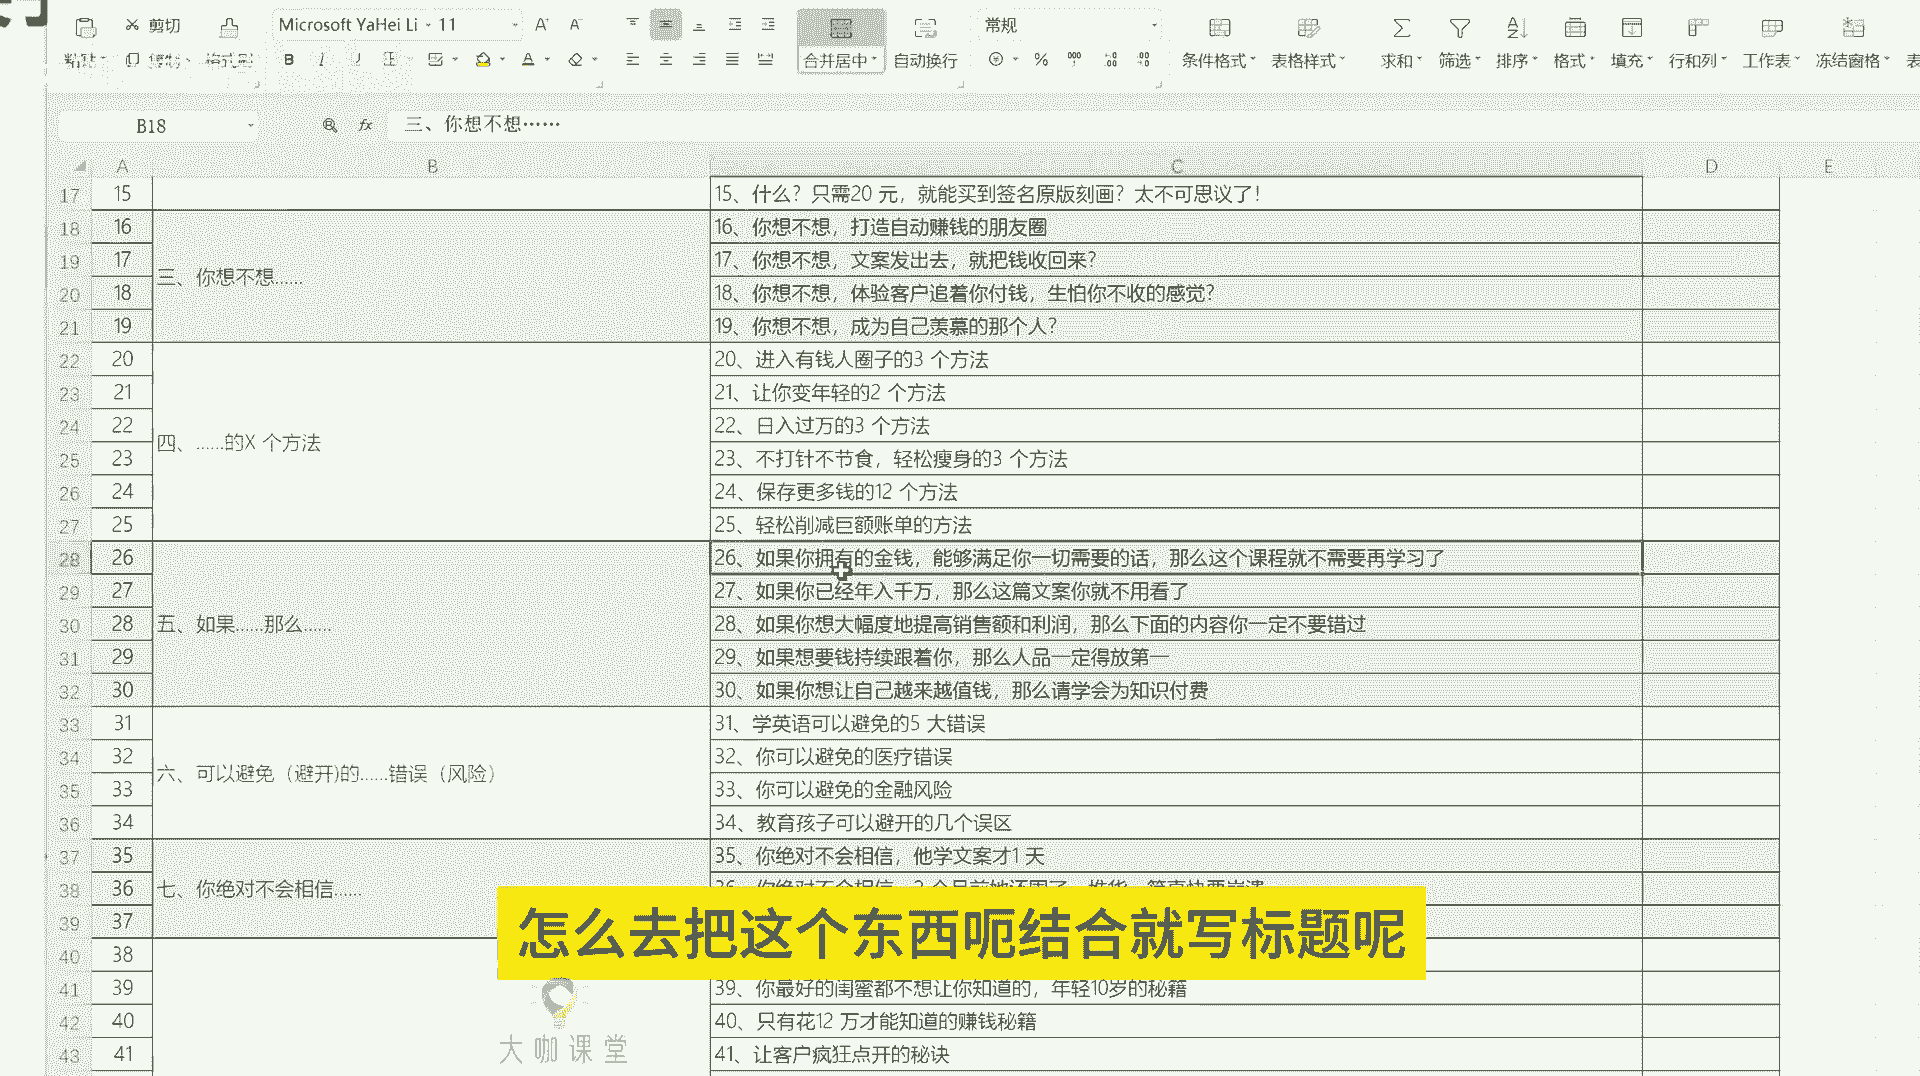 剪切
Microsoft YaHei Li 11
A+ A-
常规
粘贴
B I U
A
合并居中
自动换行
% 000
条件格式
表格样式
求和
筛选
排序
格式
填充
行和列
工作表
冻结窗格
B18
fx 三、你想不想……
A B C D E
17 15 15、什么？只需20 元，就能买到签名原版刻画？太不可思议了！
18 16 16、你想不想，打造自动赚钱的朋友圈
19 17 17、你想不想，文案发出去，就把钱收回来？
三、你想不想……
20 18 18、你想不想，体验客户追着你付钱，生怕你不收的感觉？
21 19 19、你想不想，成为自己羡慕的那个人？
22 20 20、进入有钱人圈子的3 个方法
23 21 21、让你变年轻的2 个方法
24 22 22、日入过万的3 个方法
四、……的X 个方法
25 23 23、不打针不节食，轻松瘦身的3 个方法
26 24 24、保存更多钱的12 个方法
27 25 25、轻松削减巨额账单的方法
28 26 26、如果你拥有的金钱，能够满足你一切需要的话，那么这个课程就不需要再学习了
29 27 27、如果你已经年入千万，那么这篇文案你就不用看了
30 28 五、如果……那么…… 28、如果你想大幅度地提高销售额和利润，那么下面的内容你一定不要错过
31 29 29、如果想要钱持续跟着你，那么人品一定得放第一
32 30 30、如果你想让自己越来越值钱，那么请学会为知识付费
33 31 31、学英语可以避免的5 大错误
34 32 32、你可以避免的医疗错误
六、可以避免（避开)的……错误（风险）
35 33 33、你可以避免的金融风险
36 34 34、教育孩子可以避开的几个误区
37 35 35、你绝对不会相信，他学文案才1 天
38 36 七、你绝对不会相信……
39 37
怎么去把这个东西呃结合就写标题呢
40 38
41 39 39、你最好的闺蜜都不想让你知道的，年轻10岁的秘籍
42 40 40、只有花12 万才能知道的赚钱秘籍
43 41 41、让客户疯狂点开的秘诀
大咖课堂